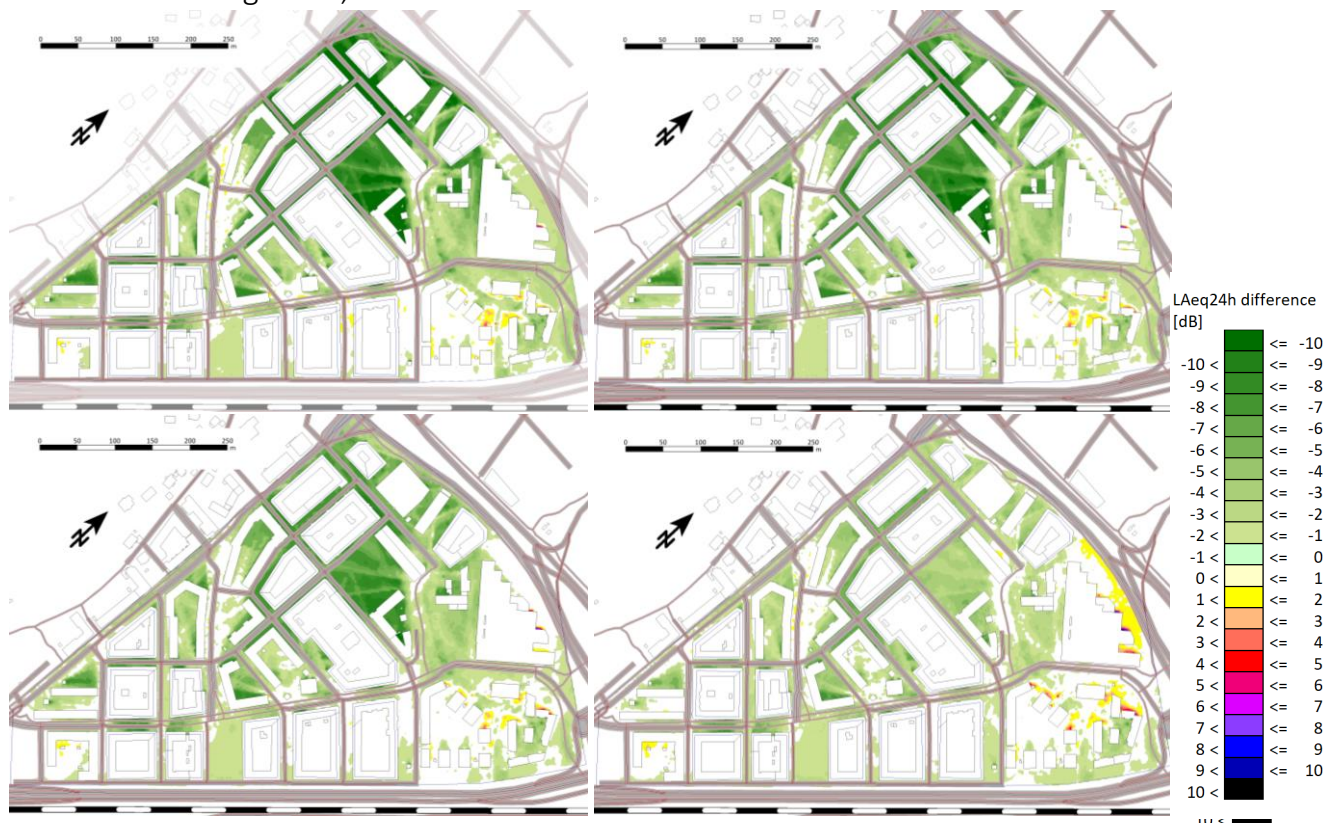 0 50 100 150 200 250
m
0 50 100 150 200 250
m
N
N
0 50 100 150 200 250
m
0 50 100 150 200 250
m
N
N
LAeq24h difference
[dB]
<= -10
-10 < <= -9
-9 < <= -8
-8 < <= -7
-7 < <= -6
-6 < <= -5
-5 < <= -4
-4 < <= -3
-3 < <= -2
-2 < <= -1
-1 < <= 0
0 < <= 1
1 < <= 2
2 < <= 3
3 < <= 4
4 < <= 5
5 < <= 6
6 < <= 7
7 < <= 8
8 < <= 9
9 < <= 10
10 <